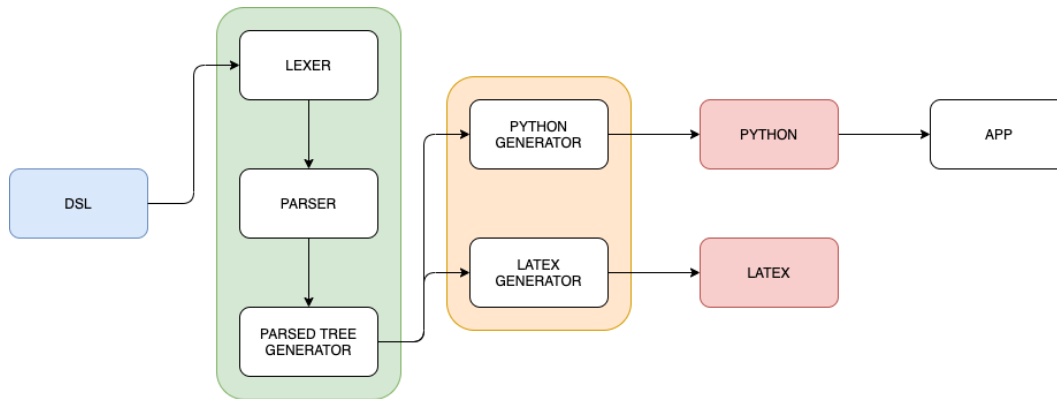 LEXER
PYTHON
GENERATOR
PYTHON
APP
DSL
PARSER
LATEX
GENERATOR
LATEX
PARSED TREE
GENERATOR